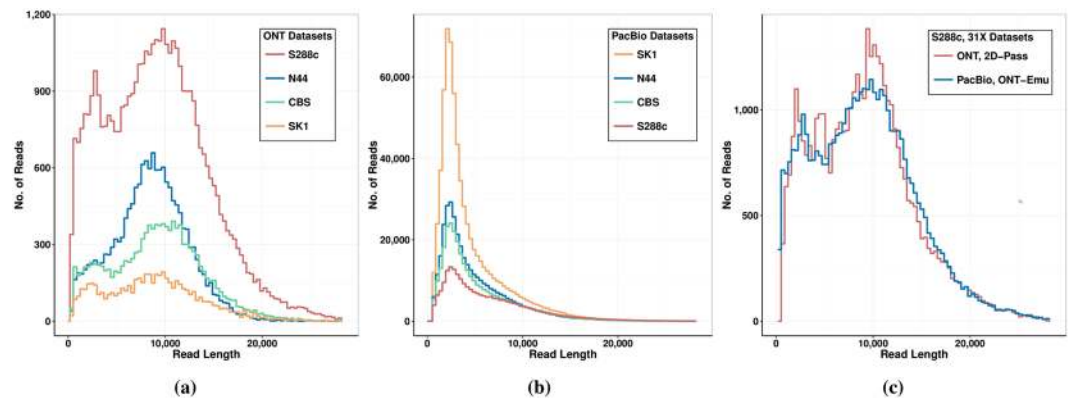 1,200
900
600
300
0
No. of Reads
0
10,000
20,000
Read Length
ONT Datasets
S288c
N44
CBS
SK1
(a)
60,000
40,000
20,000
0
No. of Reads
0
10,000
20,000
Read Length
PacBio Datasets
SK1
N44
CBS
S288c
(b)
1,000
500
0
No. of Reads
0
10,000
20,000
Read Length
S288c, 31X Datasets
ONT, 2D-Pass
PacBio, ONT-Emu
(c)